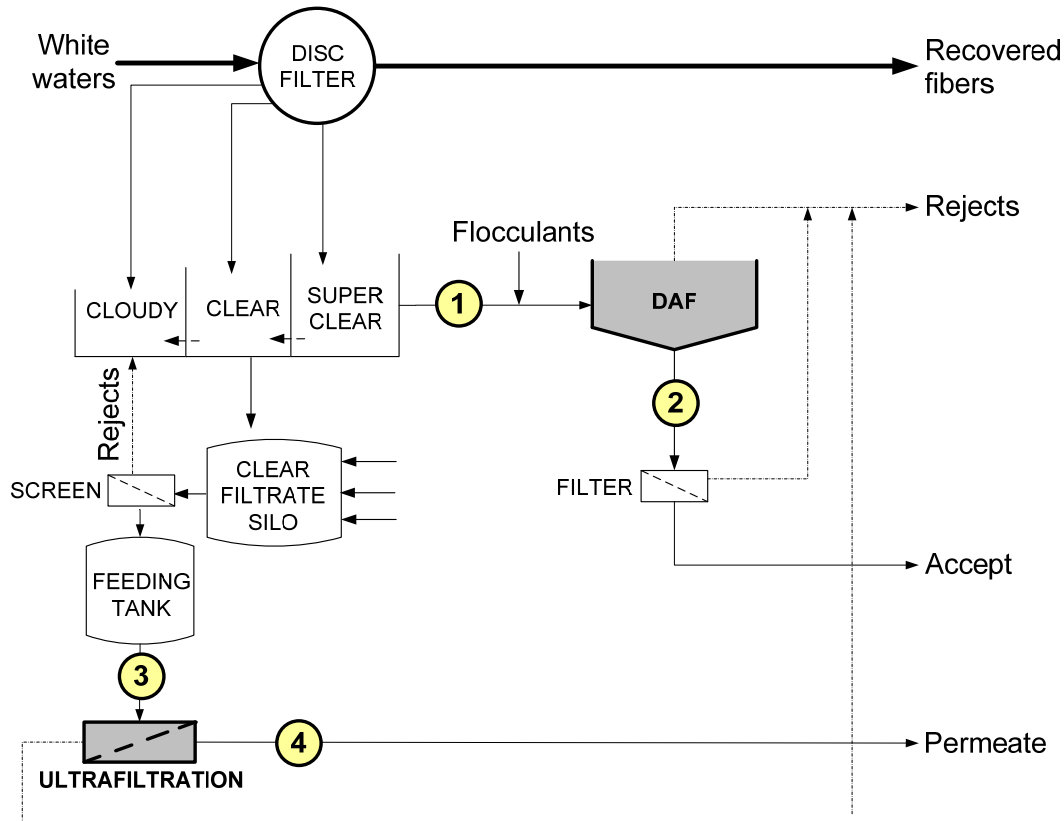 White
waters
DISC
FILTER
Recovered
fibers
Rejects
Flocculants
CLOUDY
CLEAR
SUPER
CLEAR
1
DAF
2
Rejects
SCREEN
CLEAR
FILTRATE
SILO
FILTER
Accept
FEEDING
TANK
3
4
Permeate
ULTRAFILTRATION